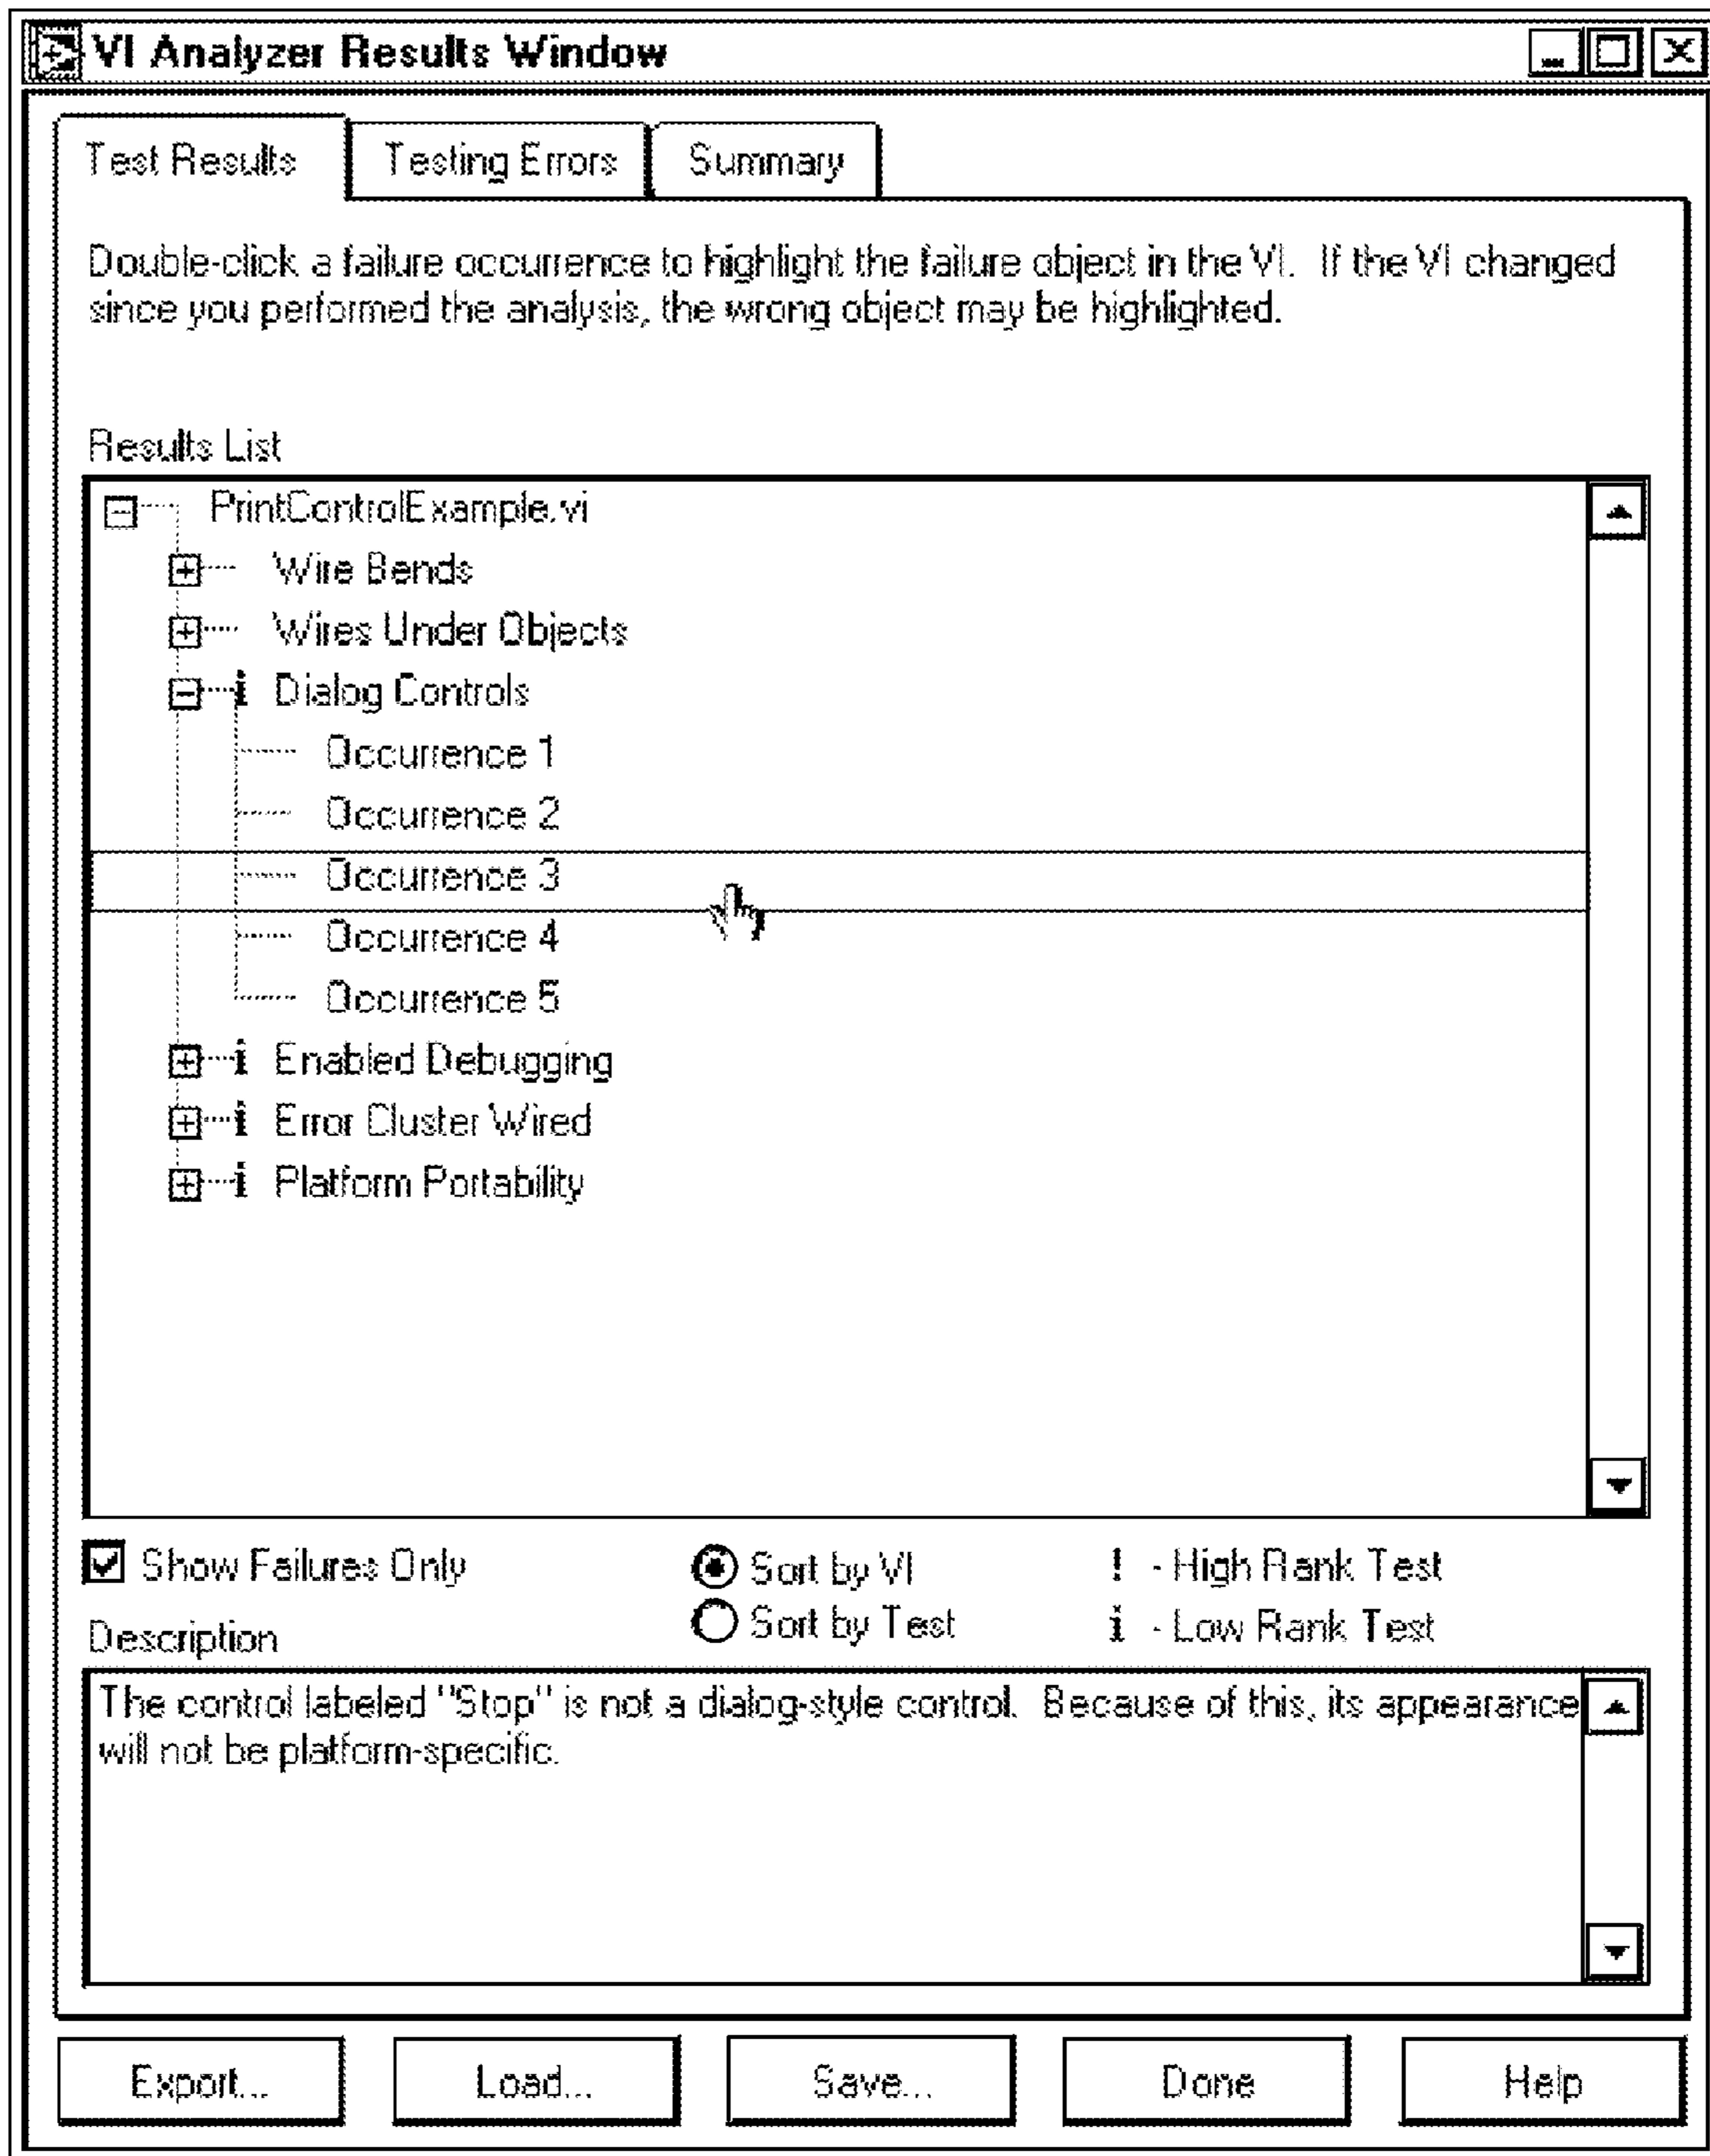 VI Analyzer Results Window
Test Results Testing Errors Summary
Double-click a failure occurrence to highlight the failure object in the VI. If the VI changed
since you performed the analysis, the wrong object may be highlighted.
Results List
PrintControlExample.vi
Wire Bends
Wires Under Objects
i Dialog Controls
Occurrence 1
Occurrence 2
Occurrence 3
Occurrence 4
Occurrence 5
i Enabled Debugging
i Error Cluster Wired
i Platform Portability
Show Failures Only
Sort by VI
! - High Rank Test
Sort by Test
i - Low Rank Test
Description
The control labeled "Stop" is not a dialog-style control. Because of this, its appearance
will not be platform-specific.
Export... Load... Save... Done Help